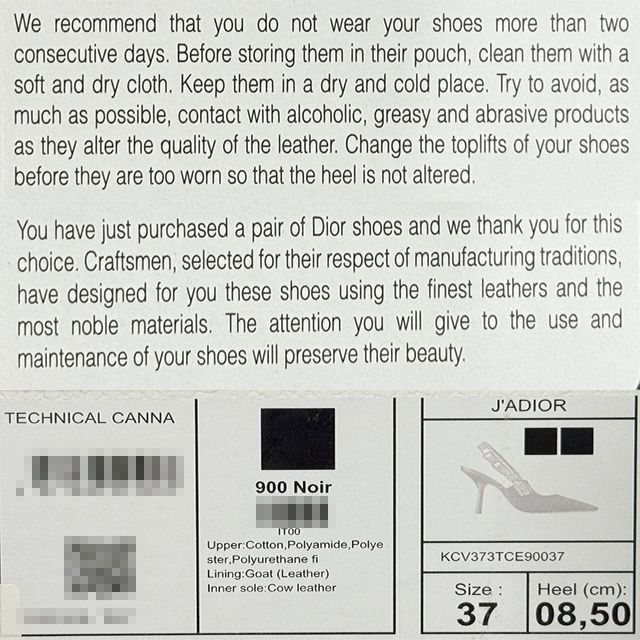 We recommend that you do not wear your shoes more than two
consecutive days. Before storing them in their pouch, clean them with a
soft and dry cloth. Keep them in a dry and cold place. Try to avoid, as
much as possible, contact with alcoholic, greasy and abrasive products
as they alter the quality of the leather. Change the toplifts of your shoes
before they are too worn so that the heel is not altered.
You have just purchased a pair of Dior shoes and we thank you for this
choice. Craftsmen, selected for their respect of manufacturing traditions,
have designed for you these shoes using the finest leathers and the
most noble materials. The attention you will give to the use and
maintenance of your shoes will preserve their beauty.
TECHNICAL CANNA
900 Noir
IT00
Upper:Cotton,Polyamide,Polye
ster,Polyurethane fi
Lining:Goat (Leather)
Inner sole:Cow leather
J'ADIOR
KCV373TCE90037
Size :
37
Heel (cm):
08,50